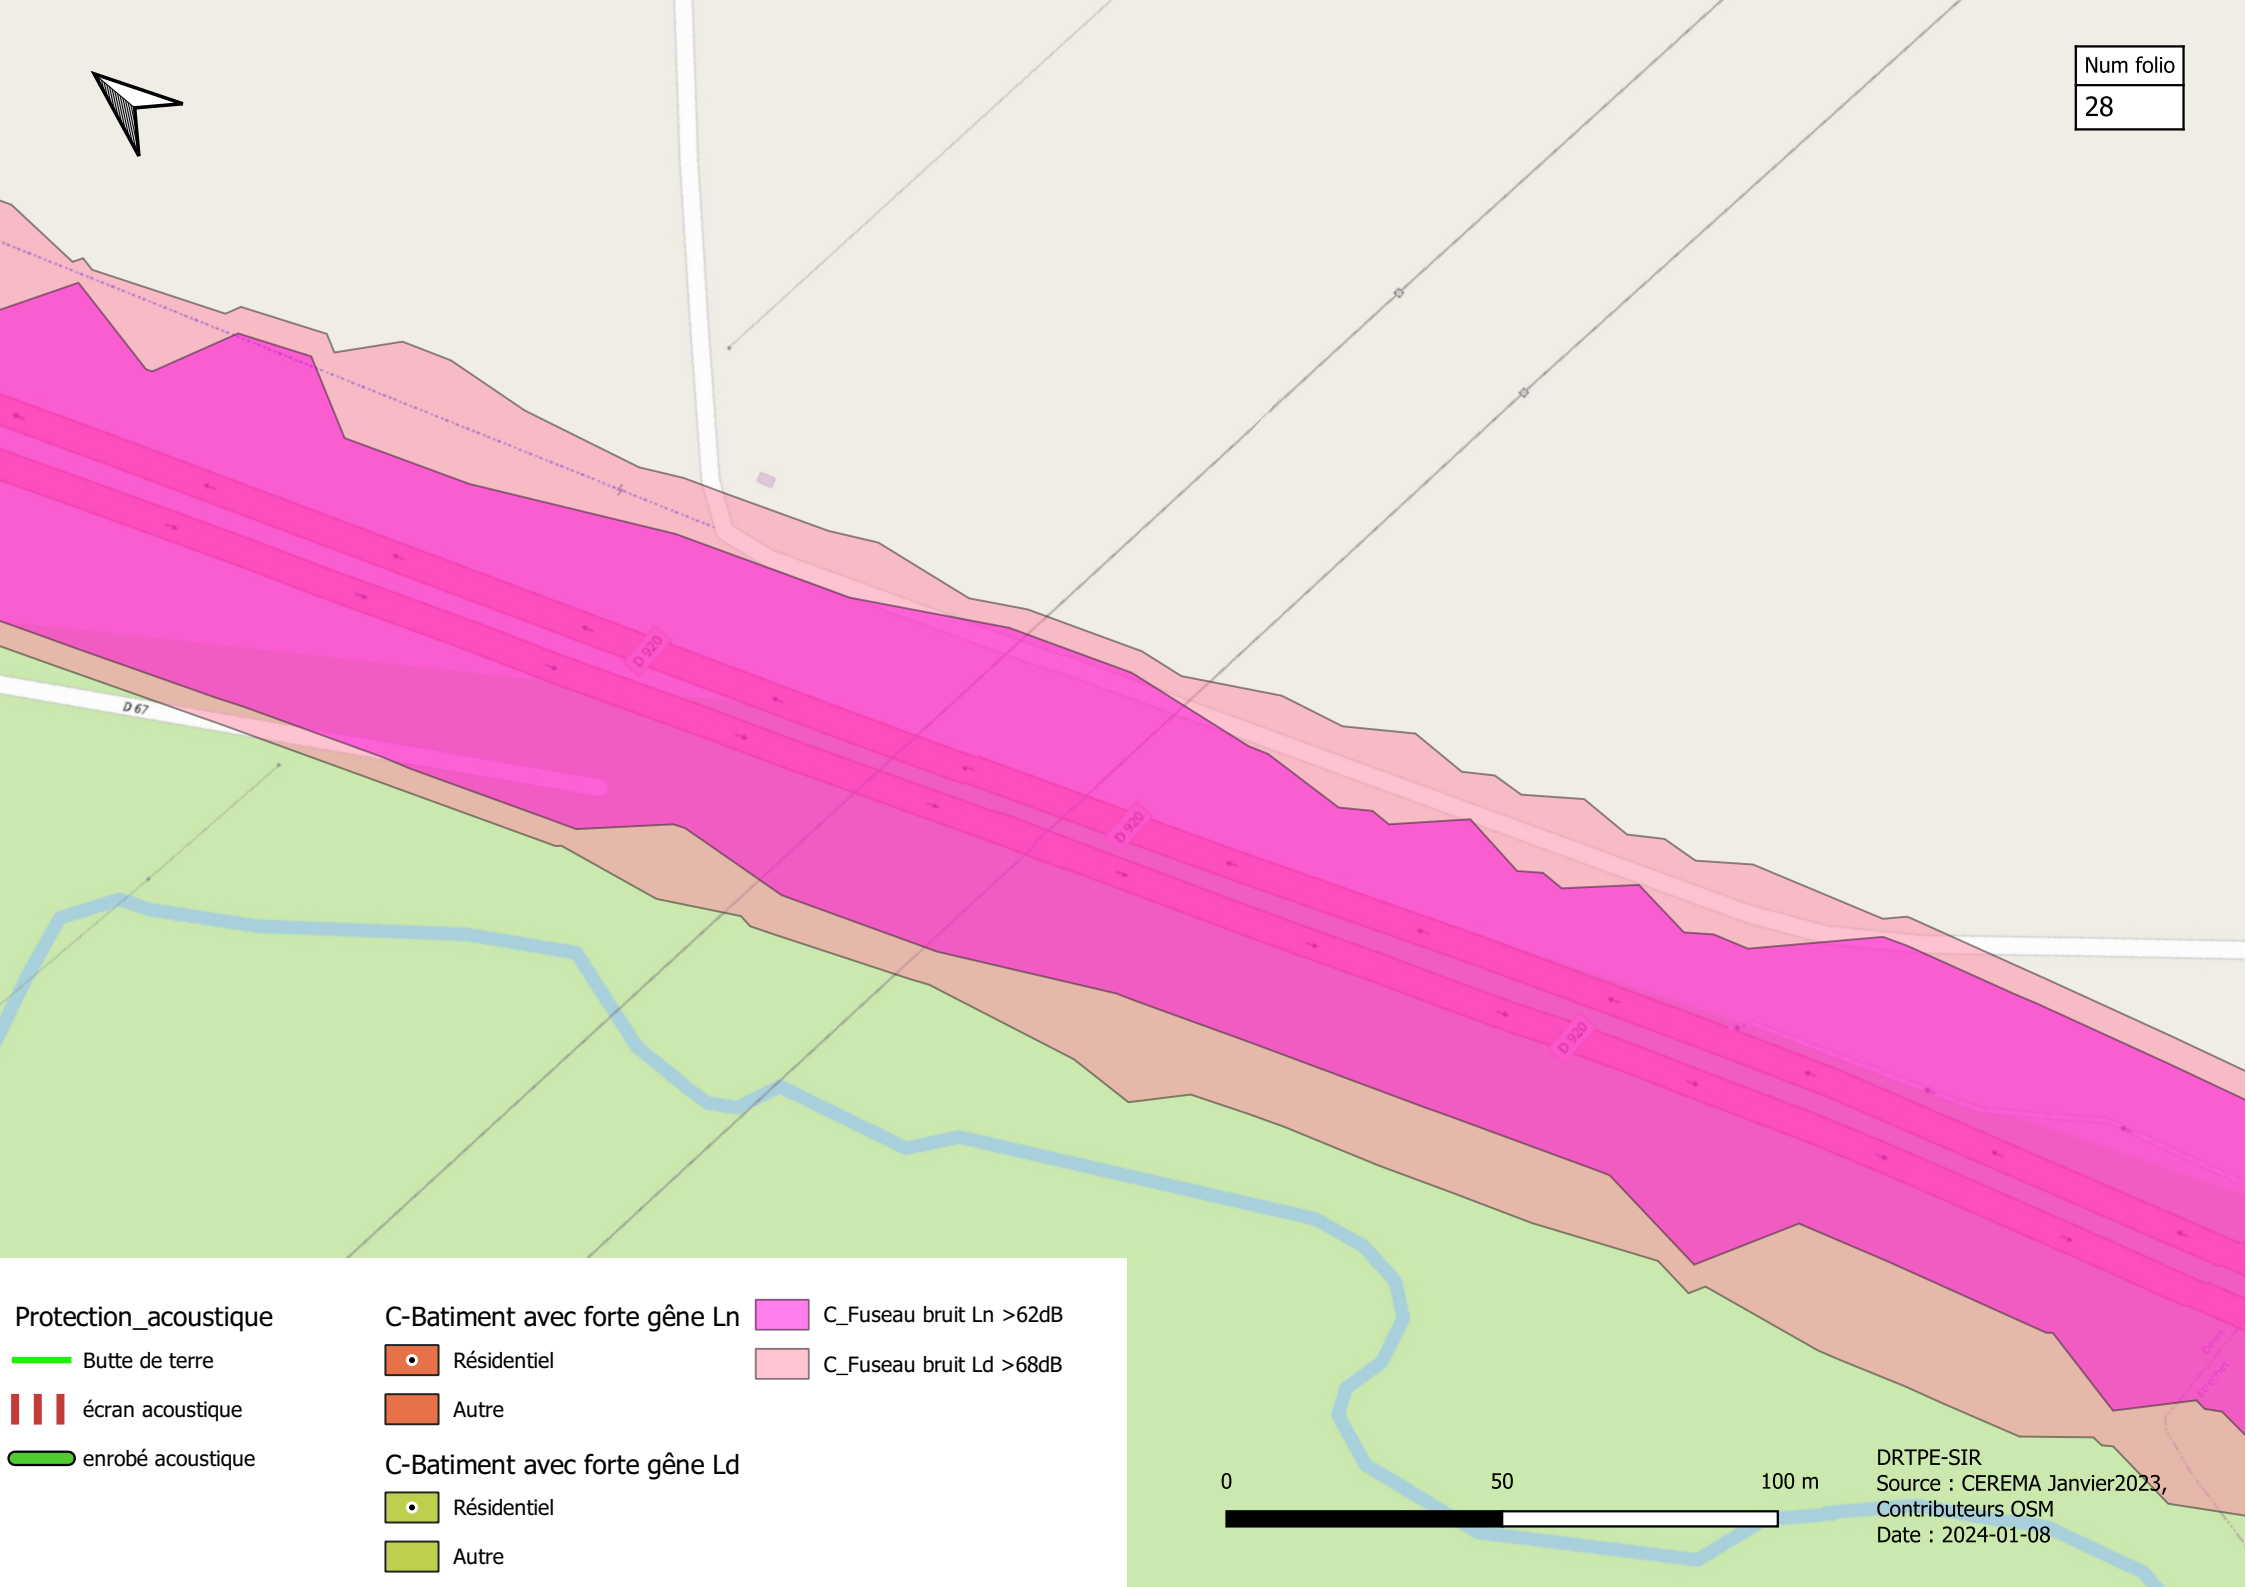 Num folio
28
D 920
D 67
D 920
D 920
Déols
Étrechet
Protection_acoustique
Butte de terre
écran acoustique
enrobé acoustique
C-Batiment avec forte gêne Ln
Résidentiel
Autre
C-Batiment avec forte gêne Ld
Résidentiel
Autre
C_Fuseau bruit Ln >62dB
C_Fuseau bruit Ld >68dB
0 50 100 m
DRTPE-SIR
Source : CEREMA Janvier2023,
Contributeurs OSM
Date : 2024-01-08